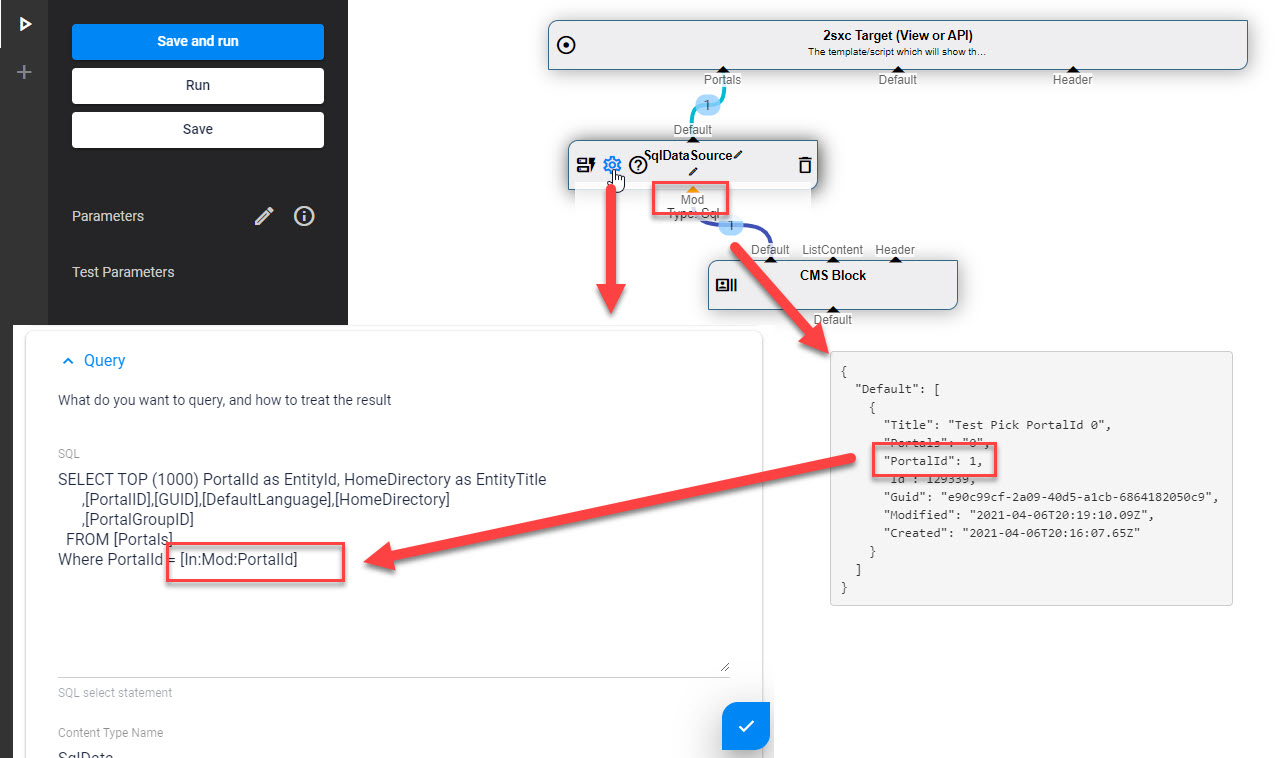 Save and run
Run
Save
Parameters
Test Parameters
2sxc Target (View or API)
The template/script which will show th...
Portals
Default
Header
1
Default
SqlDataSource
Mod
Type: Sql
1
Default
ListContent
Header
CMS Block
Default
Query
What do you want to query, and how to treat the result
SQL
SELECT TOP (1000) PortalId as EntityId, HomeDirectory as EntityTitle
,[PortalID],[GUID],[DefaultLanguage],[HomeDirectory]
,[PortalGroupID]
FROM [Portals]
Where PortalId = [In:Mod:PortalId]
SQL select statement
Content Type Name
SqlData
{
"Default": [
{
"Title": "Test Pick PortalId 0",
"Portals": "0",
"PortalId": 1,
"Id": 129339,
"Guid": "e90c99cf-2a09-40d5-a1cb-6864182050c9",
"Modified": "2021-04-06T20:19:10.09Z",
"Created": "2021-04-06T20:16:07.65Z"
}
]
}